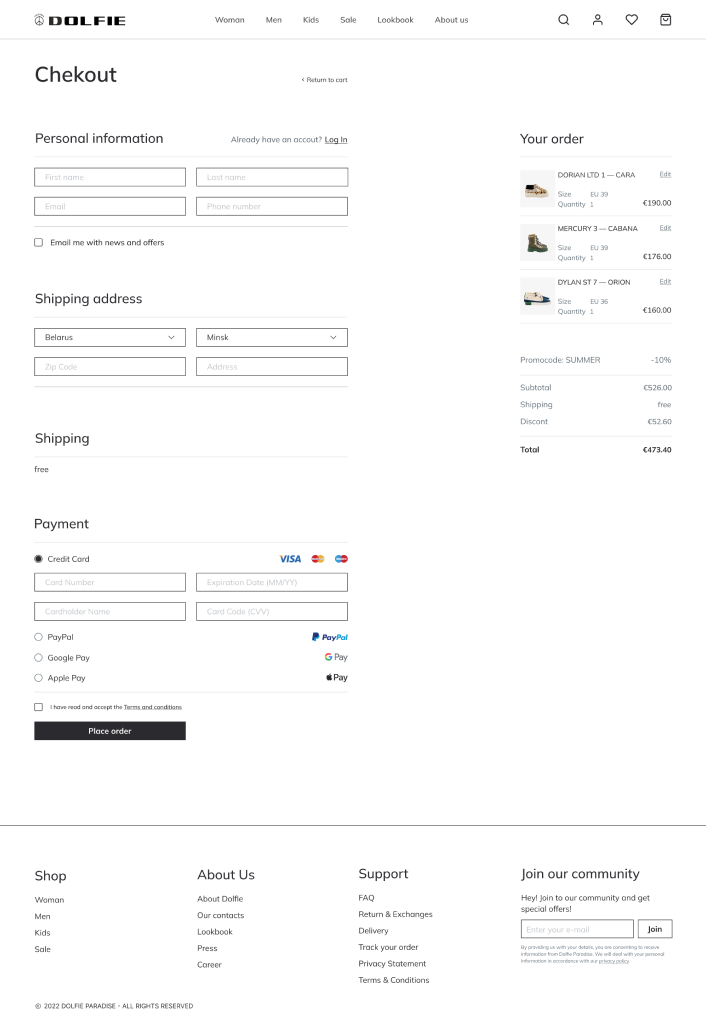 DOLFIE
Woman Men Kids Sale Lookbook About us
Chekout
‹ Return to cart
Personal information
Already have an accout? Log In
First name Last name
Email Phone number
Email me with news and offers
Shipping address
Belarus Minsk
Zip Code Address
Shipping
free
Payment
Credit Card VISA
Card Number Expiration Date (MM/YY)
Cardholder Name Card Code (CVV)
PayPal PayPal
Google Pay G Pay
Apple Pay Pay
I have read and accept the Terms and conditions
Place order
Your order
DORIAN LTD 1 — CARA Edit
Size EU 39
Quantity 1 €190.00
MERCURY 3 — CABANA Edit
Size EU 39
Quantity 1 €176.00
DYLAN ST 7 — ORION Edit
Size EU 36
Quantity 1 €160.00
Promocode: SUMMER -10%
Subtotal €526.00
Shipping free
Discont €52.60
Total €473.40
Shop
Woman
Men
Kids
Sale
About Us
About Dolfie
Our contacts
Lookbook
Press
Career
Support
FAQ
Return & Exchanges
Delivery
Track your order
Privacy Statement
Terms & Conditions
Join our community
Hey! Join to our community and get
special offers!
Enter your e-mail Join
By providing us with your details, you are consenting to recieve
information from Dolfie Paradise. We will deal with your personal
information in accordance with our privacy policy.
© 2022 DOLFIE PARADISE - ALL RIGHTS RESERVED